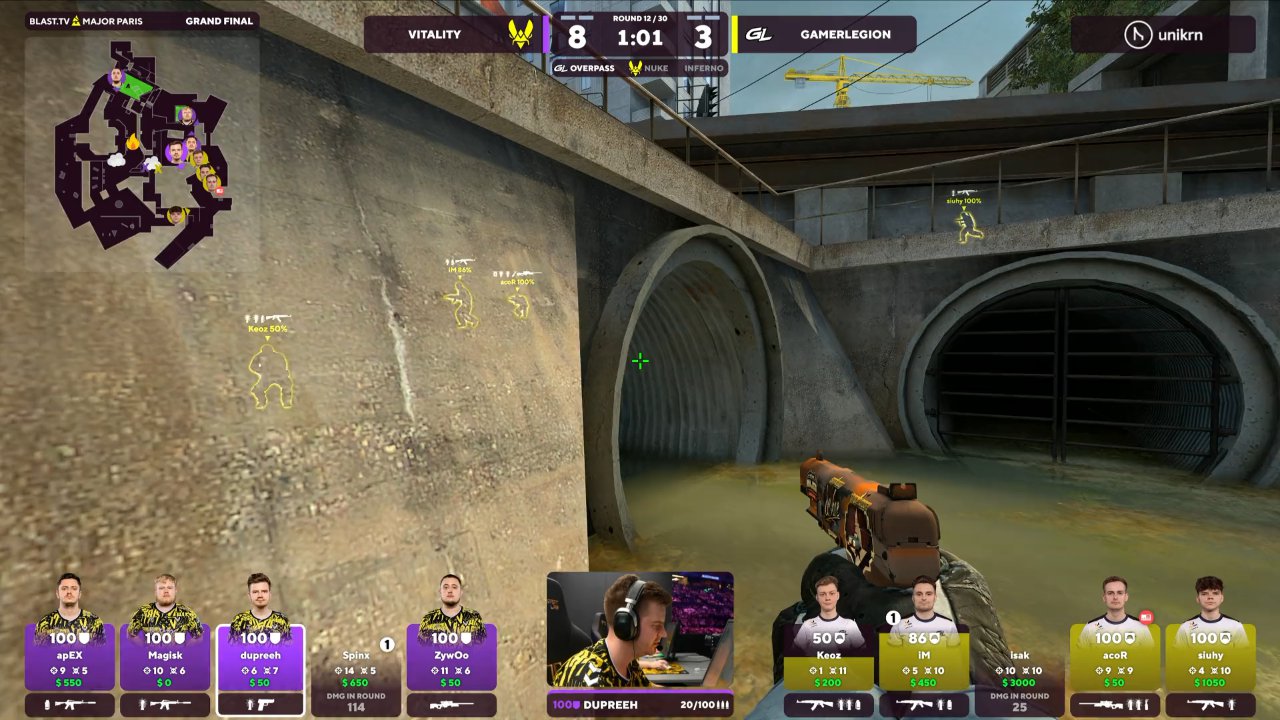 BLAST.TV MAJOR PARIS
GRAND FINAL
VITALITY
8
ROUND 12 / 30
1:01
3
GL
GAMERLEGION
unikrn
GL OVERPASS
NUKE
INFERNO
siuhy 100%
iM 86%
acoR 100%
Keoz 50%
100
apEX
9 5
$550
100
Magisk
10 6
$0
100
dupreeh
6 7
$50
1
Spinx
14 5
$650
DMG IN ROUND
114
100
ZywOo
11 6
$50
100 DUPREEH
20/100
50
Keoz
1 11
$200
1
86
iM
5 10
$450
isak
10 10
$3000
DMG IN ROUND
25
100
acoR
9 9
$50
100
siuhy
4 10
$1050